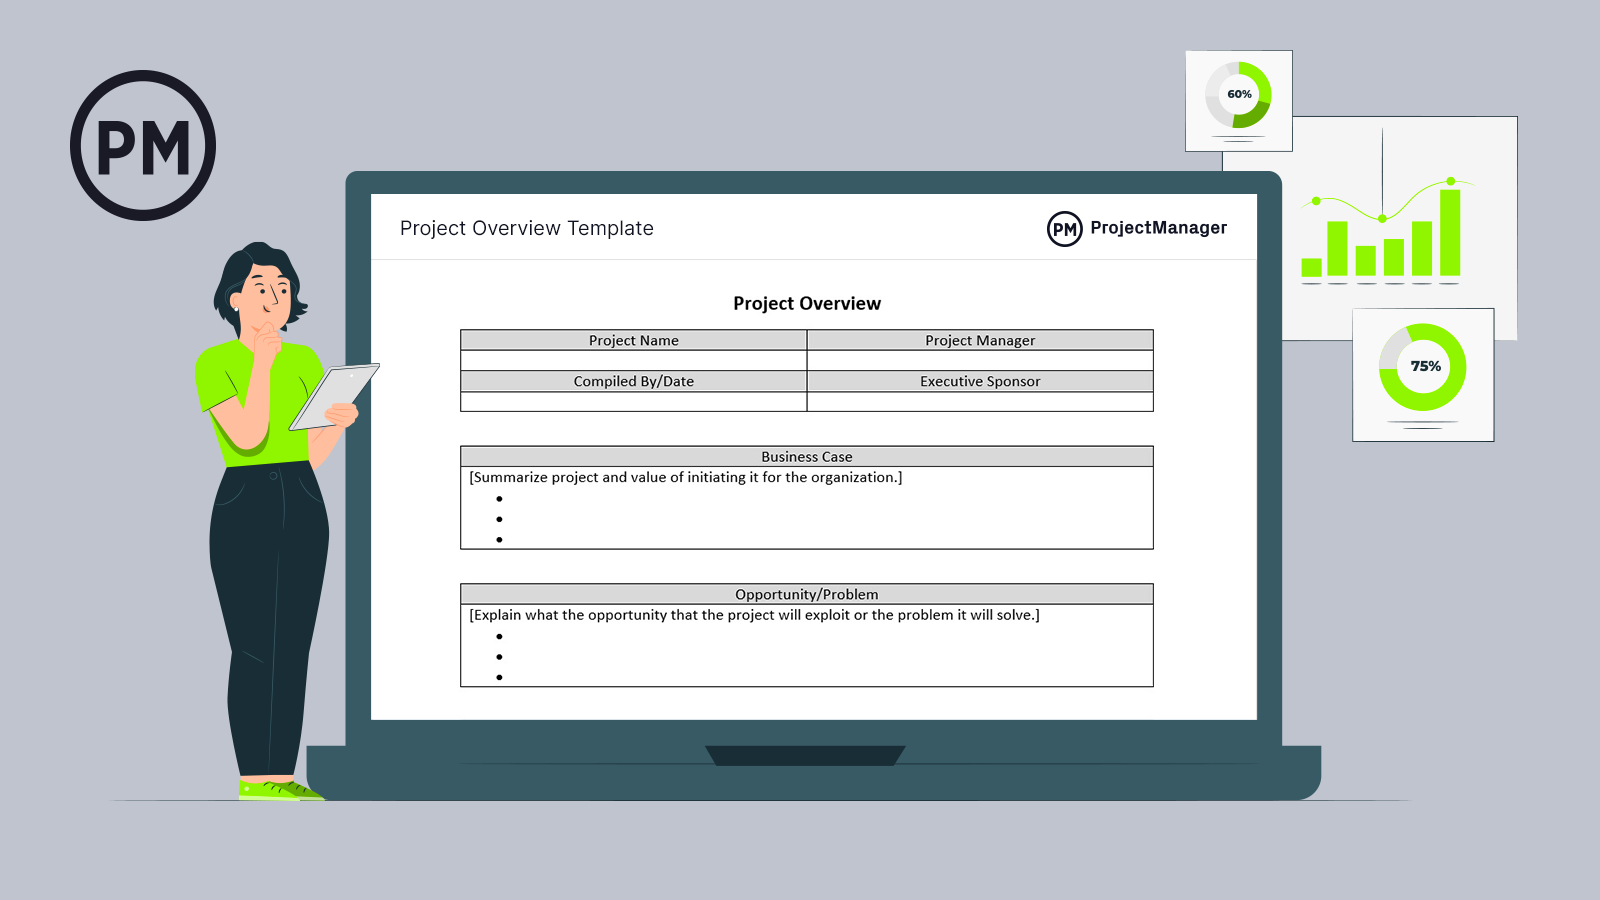 PM
60%
Project Overview Template
PM ProjectManager
Project Overview
Project Name Project Manager
Compiled By/Date Executive Sponsor
75%
Business Case
[Summarize project and value of initiating it for the organization.]
•
•
•
Opportunity/Problem
[Explain what the opportunity that the project will exploit or the problem it will solve.]
•
•
•